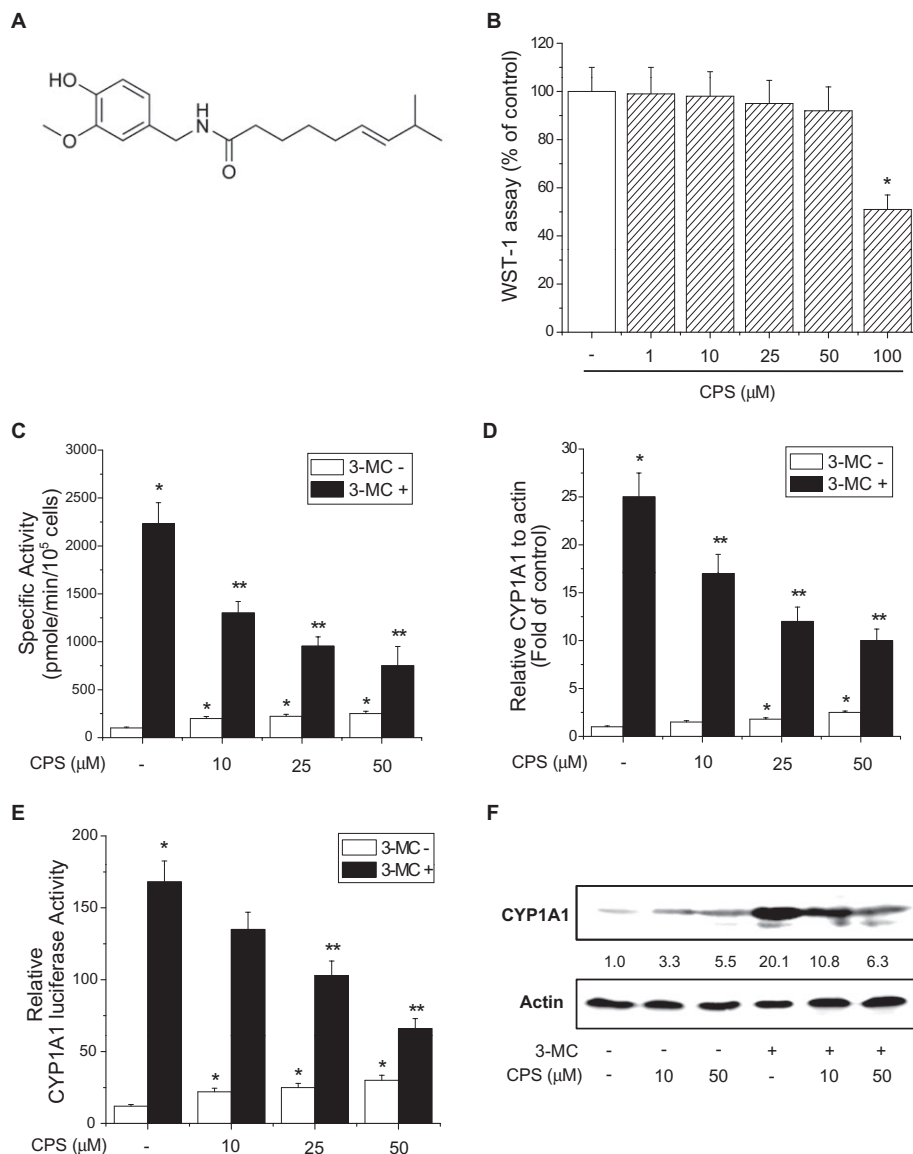 A
HO
O
H
N
O
B
WST-1 assay (% of control)
120
100
80
60
40
20
0
*
- 1 10 25 50 100
CPS (μM)
C
Specific Activity
(pmole/min/10⁵ cells)
3000
2500
2250
1750
1500
1250
1000
750
500
250
0
3-MC -
3-MC +
* ** ** **
* * *
CPS (μM) - 10 25 50
D
Relative CYP1A1 to actin
(Fold of control)
30
25
20
15
10
5
0
3-MC -
3-MC +
* ** ** **
* *
CPS (μM) - 10 25 50
E
Relative
CYP1A1 luciferase Activity
200
150
100
50
0
3-MC -
3-MC +
* ** **
* * *
CPS (μM) - 10 25 50
F
CYP1A1
1.0 3.3 5.5 20.1 10.8 6.3
Actin
3-MC - - - + + +
CPS (μM) - 10 50 - 10 50